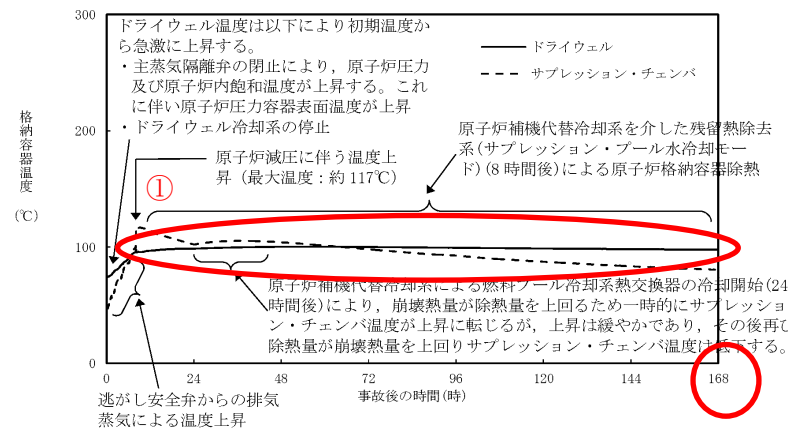 ドライウェル温度は以下により初期温度か
ら急激に上昇する。
・主蒸気隔離弁の閉止により，原子炉圧力
及び原子炉内飽和温度が上昇する。これ
に伴い原子炉圧力容器表面温度が上昇
・ドライウェル冷却系の停止
ドライウェル
サプレッション・チェンバ
原子炉減圧に伴う温度上
昇（最大温度：約 117℃）
①
原子炉補機代替冷却系を介した残留熱除去
系(サプレッション・プール水冷却モー
ド)(8 時間後)による原子炉格納容器除熱
原子炉補機代替冷却系による燃料プール冷却系熱交換器の冷却開始(24
時間後)により，崩壊熱量が除熱量を上回るため一時的にサプレッショ
ン・チェンバ温度が上昇に転じるが，上昇は緩やかであり，その後再び
除熱量が崩壊熱量を上回りサプレッション・チェンバ温度は低下する。
逃がし安全弁からの排気
蒸気による温度上昇
格納容器温度
(℃)
300
200
100
0
0 24 48 72 96 120 144 168
事故後の時間(時)